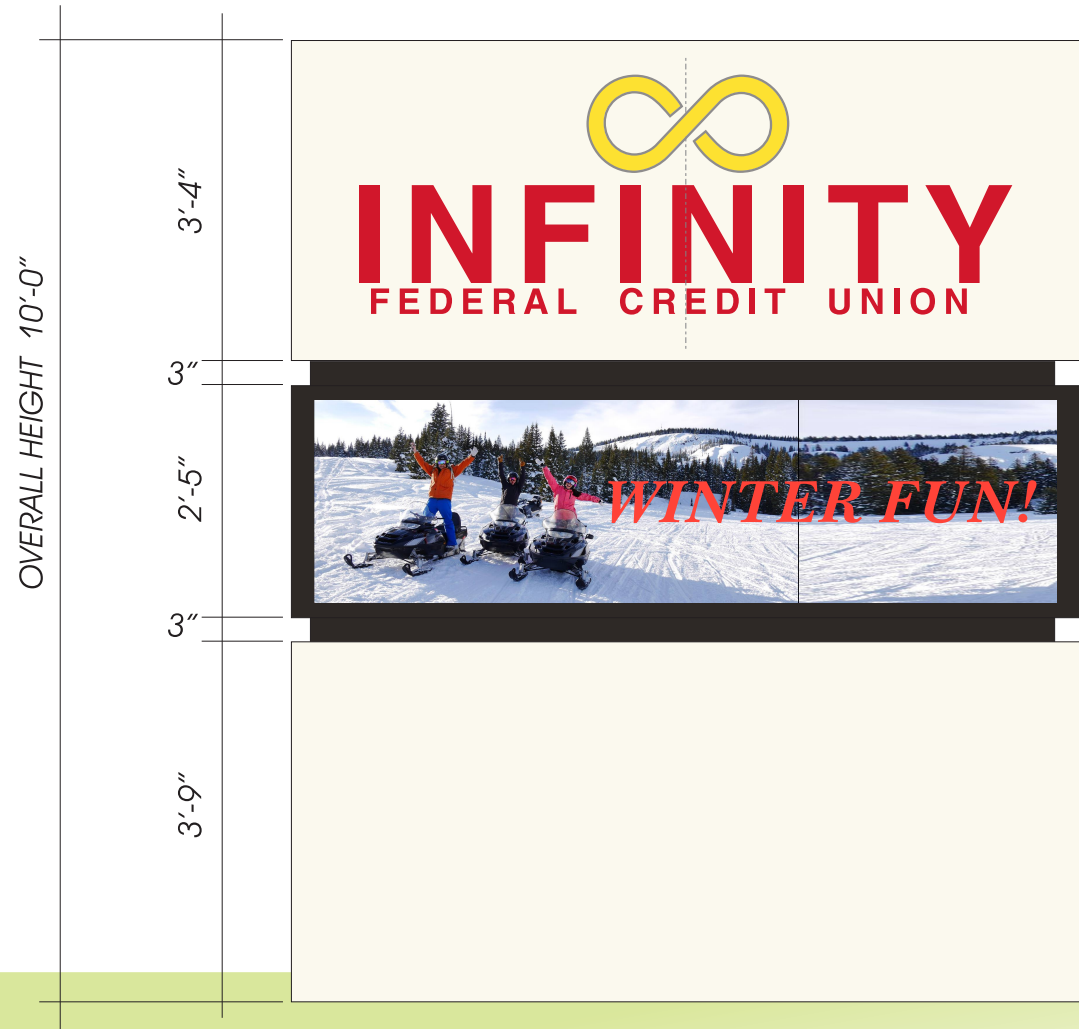 INFINITY
FEDERAL CREDIT UNION
WINTER FUN!
OVERALL HEIGHT 10'-0"
3'-4"
3"
2'-5"
3"
3'-9"